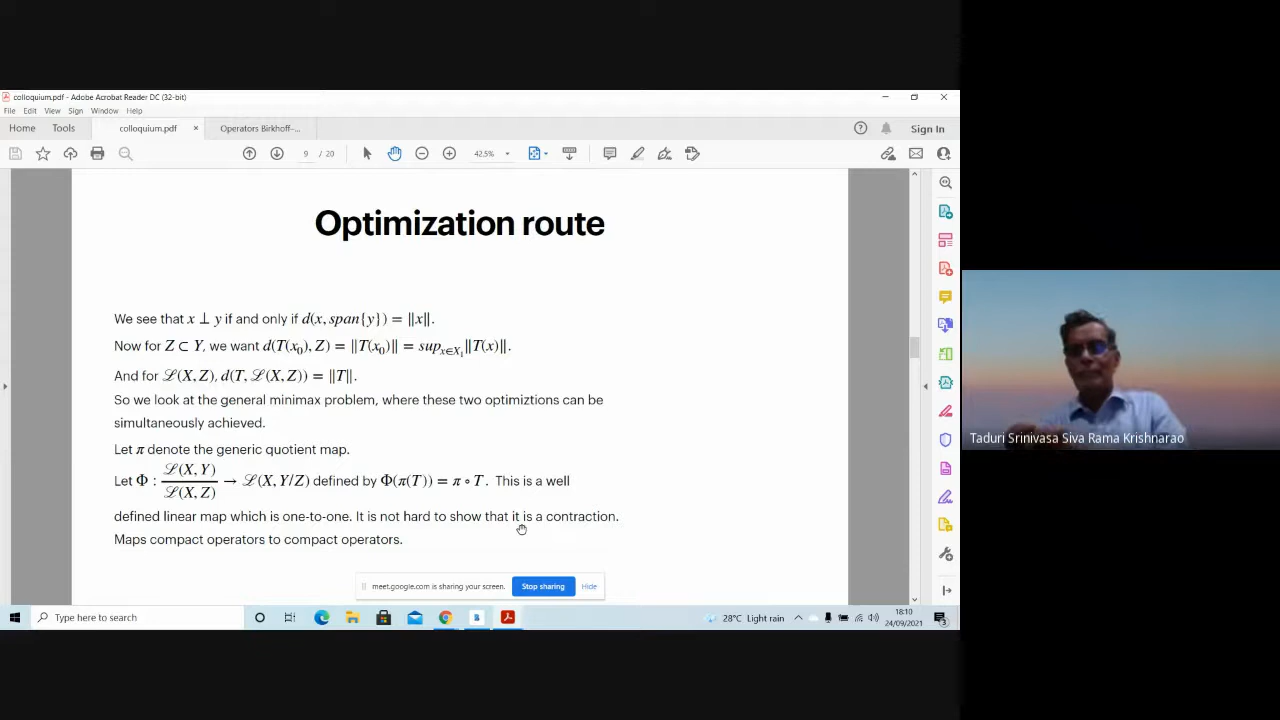 colloquium.pdf - Adobe Acrobat Reader DC (32-bit)
File Edit View Sign Window Help
Home Tools colloquium.pdf × Operators Birkhoff-... Sign In
9 / 20 42.5%
Optimization route
We see that x ⊥ y if and only if d(x, span{y}) = ‖x‖.
Now for Z ⊂ Y, we want d(T(x₀), Z) = ‖T(x₀)‖ = sup_{x∈X₁}‖T(x)‖.
And for ℒ(X, Z), d(T, ℒ(X, Z)) = ‖T‖.
So we look at the general minimax problem, where these two optimiztions can be
simultaneously achieved.
Let π denote the generic quotient map.
Let Φ : ℒ(X, Y)/ℒ(X, Z) → ℒ(X, Y/Z) defined by Φ(π(T)) = π ∘ T. This is a well
defined linear map which is one-to-one. It is not hard to show that it is a contraction.
Maps compact operators to compact operators.
meet.google.com is sharing your screen. Stop sharing Hide
Taduri Srinivasa Siva Rama Krishnarao
Type here to search
28°C Light rain
18:10
24/09/2021
3